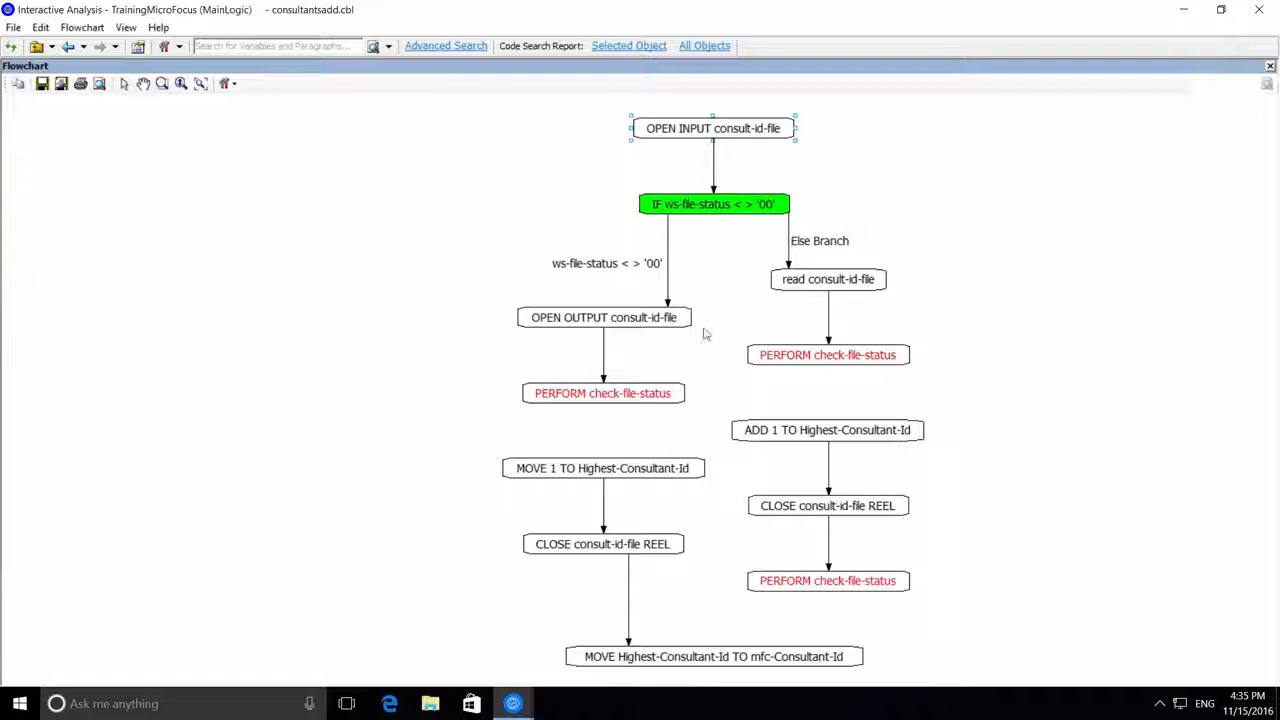 Interactive Analysis - TrainingMicroFocus (MainLogic) - consultantsadd.cbl
File Edit Flowchart View Help
Search for Variables and Paragraphs... Advanced Search Code Search Report: Selected Object All Objects
Flowchart
OPEN INPUT consult-id-file
IF ws-file-status < > '00'
Else Branch
ws-file-status < > '00'
read consult-id-file
OPEN OUTPUT consult-id-file
PERFORM check-file-status
PERFORM check-file-status
ADD 1 TO Highest-Consultant-Id
MOVE 1 TO Highest-Consultant-Id
CLOSE consult-id-file REEL
CLOSE consult-id-file REEL
PERFORM check-file-status
MOVE Highest-Consultant-Id TO mfc-Consultant-Id
Ask me anything
ENG
4:35 PM
11/15/2016